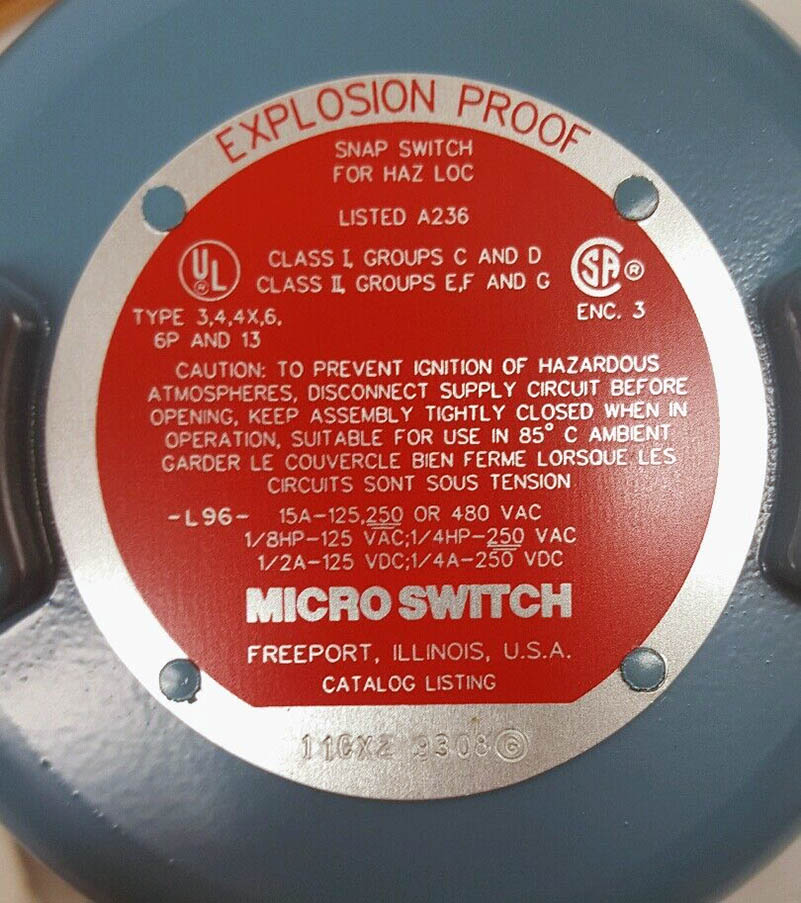 EXPLOSION PROOF
SNAP SWITCH
FOR HAZ LOC
LISTED A236
UL ®
CLASS I, GROUPS C AND D
CLASS II, GROUPS E,F AND G
SA ®
TYPE 3,4,4X,6,
6P AND 13
ENC. 3
CAUTION: TO PREVENT IGNITION OF HAZARDOUS
ATMOSPHERES, DISCONNECT SUPPLY CIRCUIT BEFORE
OPENING, KEEP ASSEMBLY TIGHTLY CLOSED WHEN IN
OPERATION, SUITABLE FOR USE IN 85° C AMBIENT
GARDER LE COUVERCLE BIEN FERME LORSQUE LES
CIRCUITS SONT SOUS TENSION
-L96- 15A-125,250 OR 480 VAC
1/8HP-125 VAC;1/4HP-250 VAC
1/2A-125 VDC;1/4A-250 VDC
MICRO SWITCH
FREEPORT, ILLINOIS, U.S.A.
CATALOG LISTING
9308 G